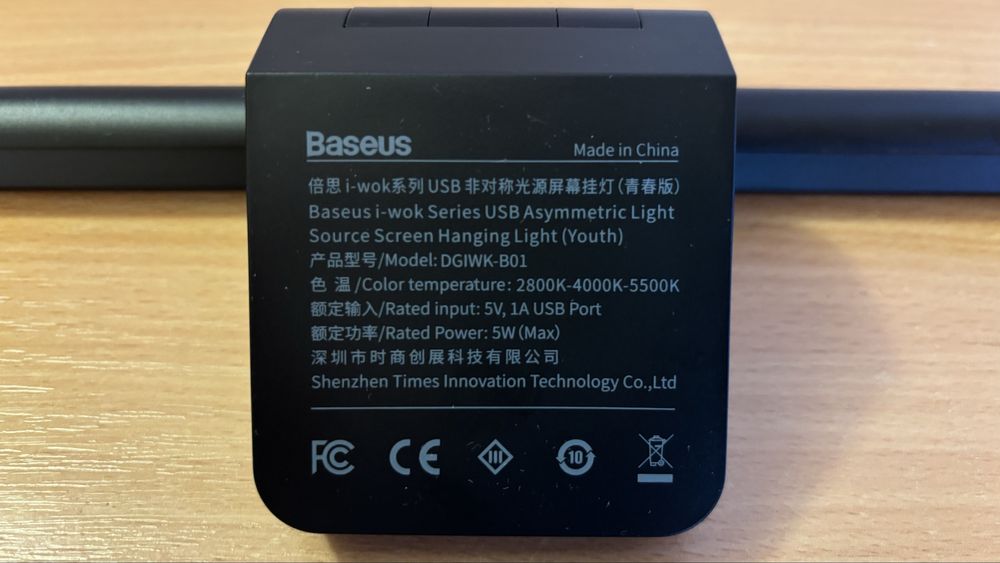 Baseus
Made in China
倍思 i-wok系列 USB 非对称光源屏幕挂灯(青春版)
Baseus i-wok Series USB Asymmetric Light
Source Screen Hanging Light (Youth)
产品型号/Model: DGIWK-B01
色 温 /Color temperature: 2800K-4000K-5500K
额定输入/Rated input: 5V, 1A USB Port
额定功率/Rated Power: 5W(Max)
深圳市时商创展科技有限公司
Shenzhen Times Innovation Technology Co.,Ltd
FC CE III 10